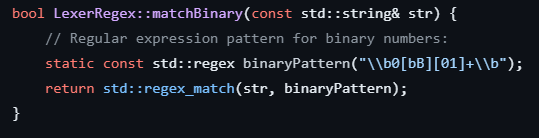 bool LexerRegex::matchBinary(const std::string& str) {
    // Regular expression pattern for binary numbers:
    static const std::regex binaryPattern("\\b0[bB][01]+\\b");
    return std::regex_match(str, binaryPattern);
}